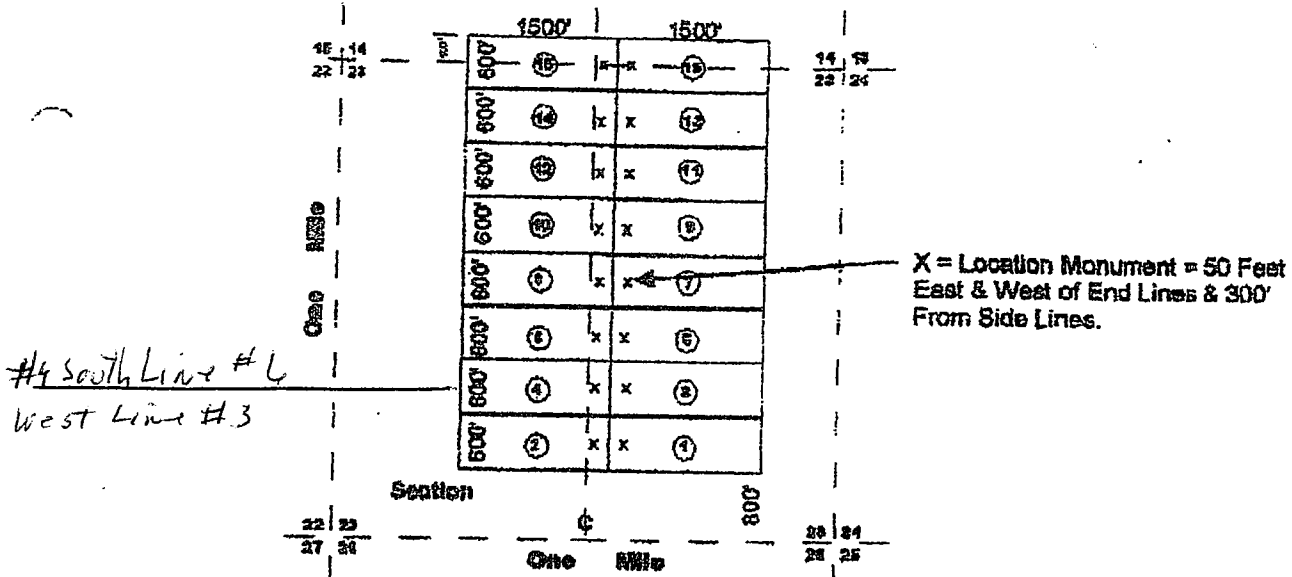 1500' 1500'
15 14
22 23
600' 16 x x 15
14 13
23 24
600' 14 x x 13
600' 12 x x 11
600' 10 x x 9
600' 8 x x 7
X = Location Monument = 50 Feet
East & West of End Lines & 300'
From Side Lines.
One Mile
600' 6 x x 5
#4 South Line #6
West Line #3
600' 4 x x 3
600' 2 x x 1
Section
800'
22 23
27 26
23 24
26 25
One Mile